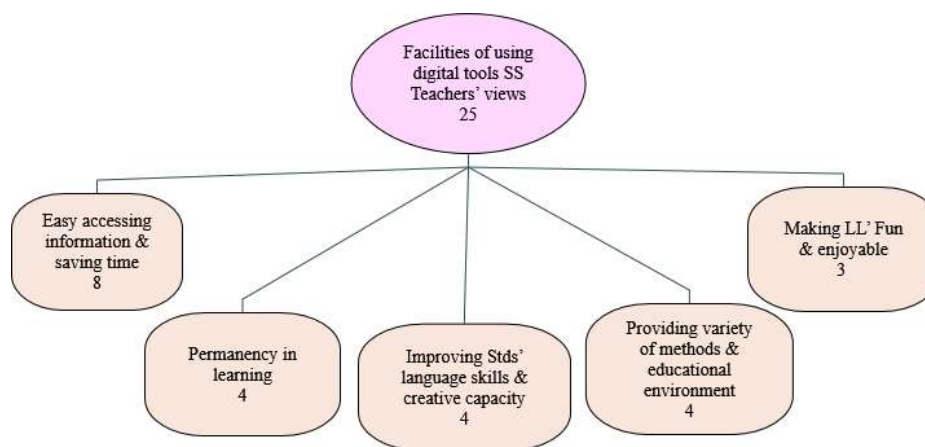 Facilities of using
digital tools SS
Teachers’ views
25
Easy accessing
information &
saving time
8
Permanency in
learning
4
Improving Stds’
language skills &
creative capacity
4
Providing variety
of methods &
educational
environment
4
Making LL’ Fun
& enjoyable
3